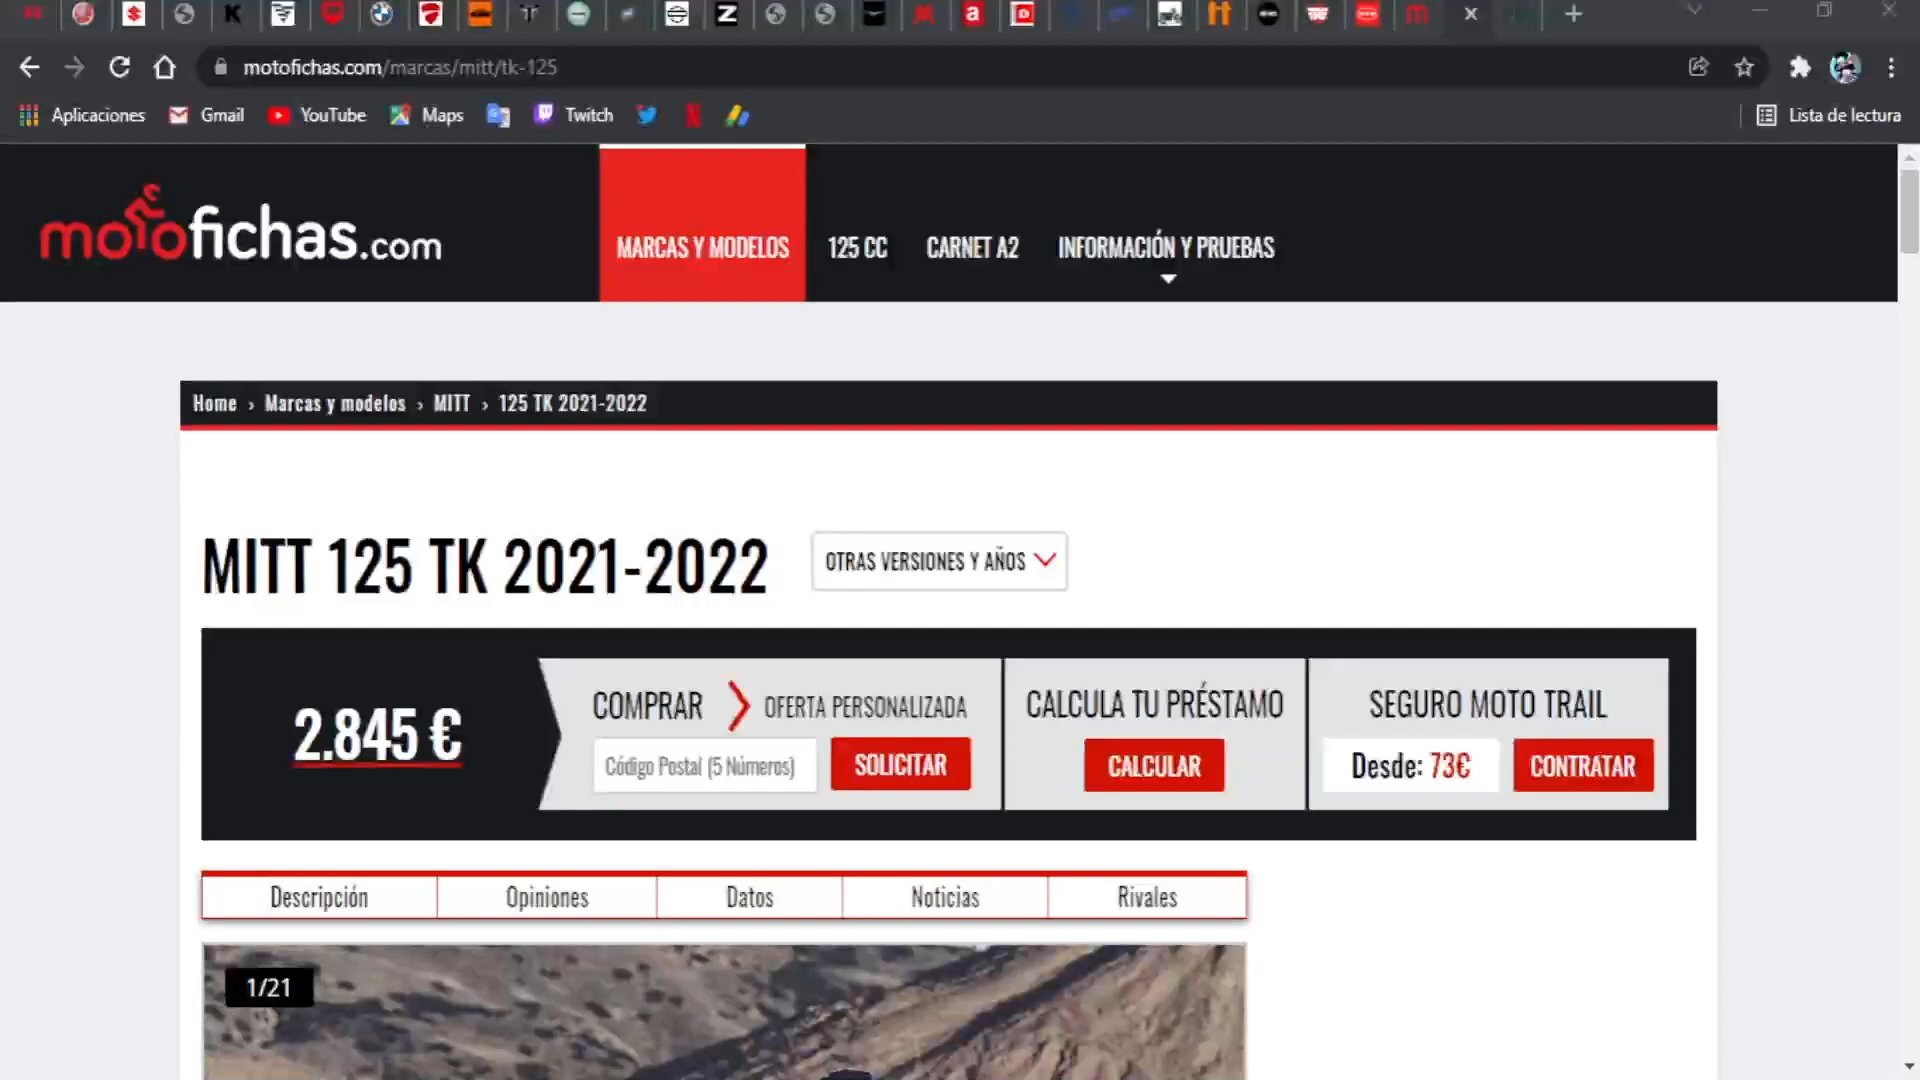 motofichas.com/marcas/mitt/tk-125
Aplicaciones Gmail YouTube Maps Twitch Lista de lectura
motofichas.com
MARCAS Y MODELOS 125 CC CARNET A2 INFORMACIÓN Y PRUEBAS
Home › Marcas y modelos › MITT › 125 TK 2021-2022
MITT 125 TK 2021-2022 OTRAS VERSIONES Y AÑOS
2.845 €
COMPRAR OFERTA PERSONALIZADA
Código Postal (5 Números) SOLICITAR
CALCULA TU PRÉSTAMO
CALCULAR
SEGURO MOTO TRAIL
Desde: 73€ CONTRATAR
Descripción Opiniones Datos Noticias Rivales
1/21